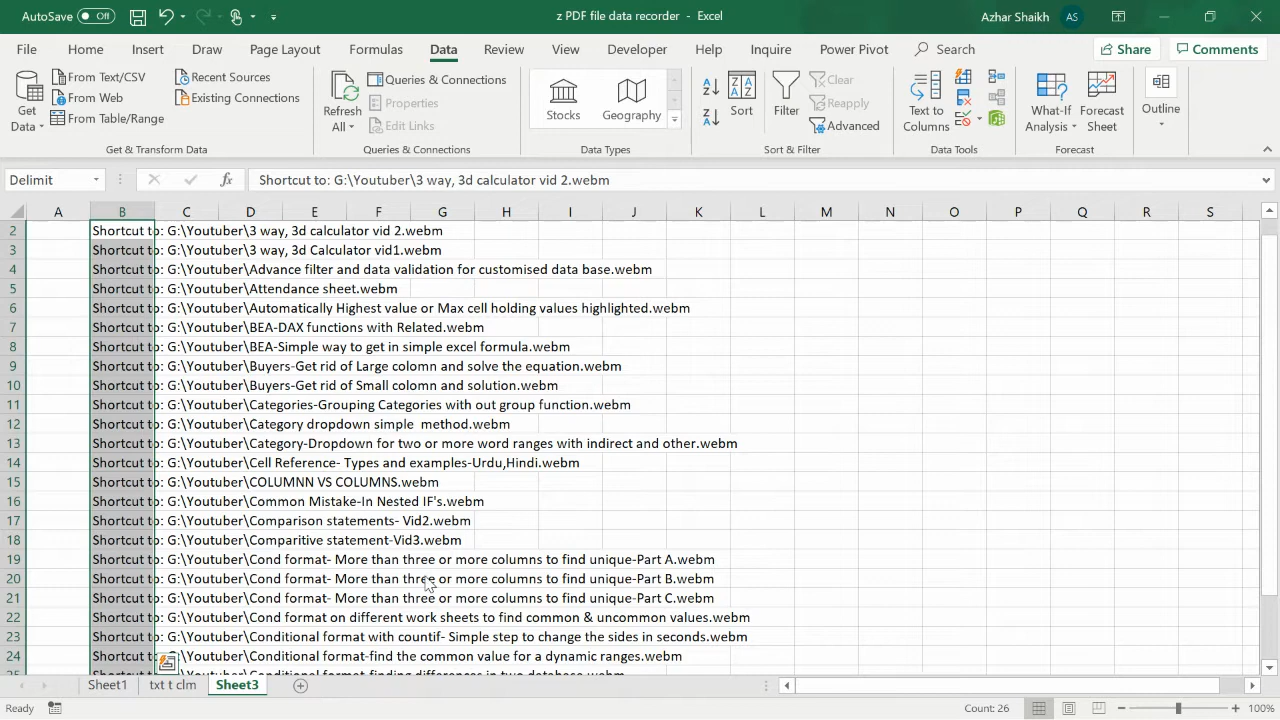 AutoSave Off
z PDF file data recorder - Excel
Azhar Shaikh AS
File Home Insert Draw Page Layout Formulas Data Review View Developer Help Inquire Power Pivot Search Share Comments
Get Data
From Text/CSV
From Web
From Table/Range
Recent Sources
Existing Connections
Get & Transform Data
Refresh All
Queries & Connections
Properties
Edit Links
Queries & Connections
Stocks
Geography
Data Types
Sort
Filter
Clear
Reapply
Advanced
Sort & Filter
Text to Columns
Data Tools
What-If Analysis
Forecast Sheet
Forecast
Outline
Delimit
fx
Shortcut to: G:\Youtuber\3 way, 3d calculator vid 2.webm
A B C D E F G H I J K L M N O P Q R S
2 Shortcut to: G:\Youtuber\3 way, 3d calculator vid 2.webm
3 Shortcut to: G:\Youtuber\3 way, 3d Calculator vid1.webm
4 Shortcut to: G:\Youtuber\Advance filter and data validation for customised data base.webm
5 Shortcut to: G:\Youtuber\Attendance sheet.webm
6 Shortcut to: G:\Youtuber\Automatically Highest value or Max cell holding values highlighted.webm
7 Shortcut to: G:\Youtuber\BEA-DAX functions with Related.webm
8 Shortcut to: G:\Youtuber\BEA-Simple way to get in simple excel formula.webm
9 Shortcut to: G:\Youtuber\Buyers-Get rid of Large colomn and solve the equation.webm
10 Shortcut to: G:\Youtuber\Buyers-Get rid of Small colomn and solution.webm
11 Shortcut to: G:\Youtuber\Categories-Grouping Categories with out group function.webm
12 Shortcut to: G:\Youtuber\Category dropdown simple  method.webm
13 Shortcut to: G:\Youtuber\Category-Dropdown for two or more word ranges with indirect and other.webm
14 Shortcut to: G:\Youtuber\Cell Reference- Types and examples-Urdu,Hindi.webm
15 Shortcut to: G:\Youtuber\COLUMNN VS COLUMNS.webm
16 Shortcut to: G:\Youtuber\Common Mistake-In Nested IF's.webm
17 Shortcut to: G:\Youtuber\Comparison statements- Vid2.webm
18 Shortcut to: G:\Youtuber\Comparitive statement-Vid3.webm
19 Shortcut to: G:\Youtuber\Cond format- More than three or more columns to find unique-Part A.webm
20 Shortcut to: G:\Youtuber\Cond format- More than three or more columns to find unique-Part B.webm
21 Shortcut to: G:\Youtuber\Cond format- More than three or more columns to find unique-Part C.webm
22 Shortcut to: G:\Youtuber\Cond format on different work sheets to find common & uncommon values.webm
23 Shortcut to: G:\Youtuber\Conditional format with countif- Simple step to change the sides in seconds.webm
24 Shortcut to: G:\Youtuber\Conditional format-find the common value for a dynamic ranges.webm
25 Shortcut to: G:\Youtuber\Conditional format-finding differences in two database.webm
Sheet1 txt t clm Sheet3
Ready
Count: 26
100%